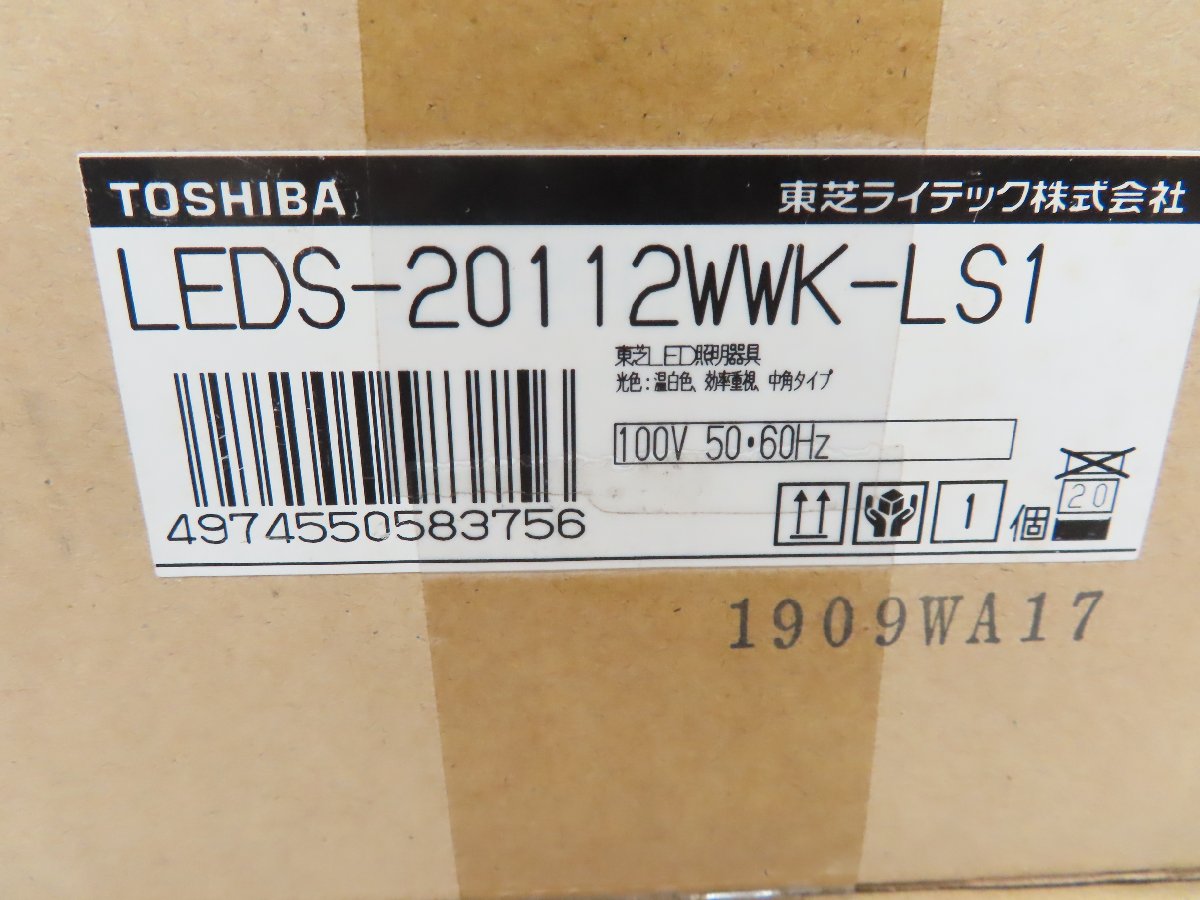 TOSHIBA 東芝ライテック株式会社
LEDS-20112WWK-LS1
東芝LED照明器具
光色:温白色、効率重視、中角タイプ
100V 50・60Hz
4974550583756
1 個
20
1909WA17